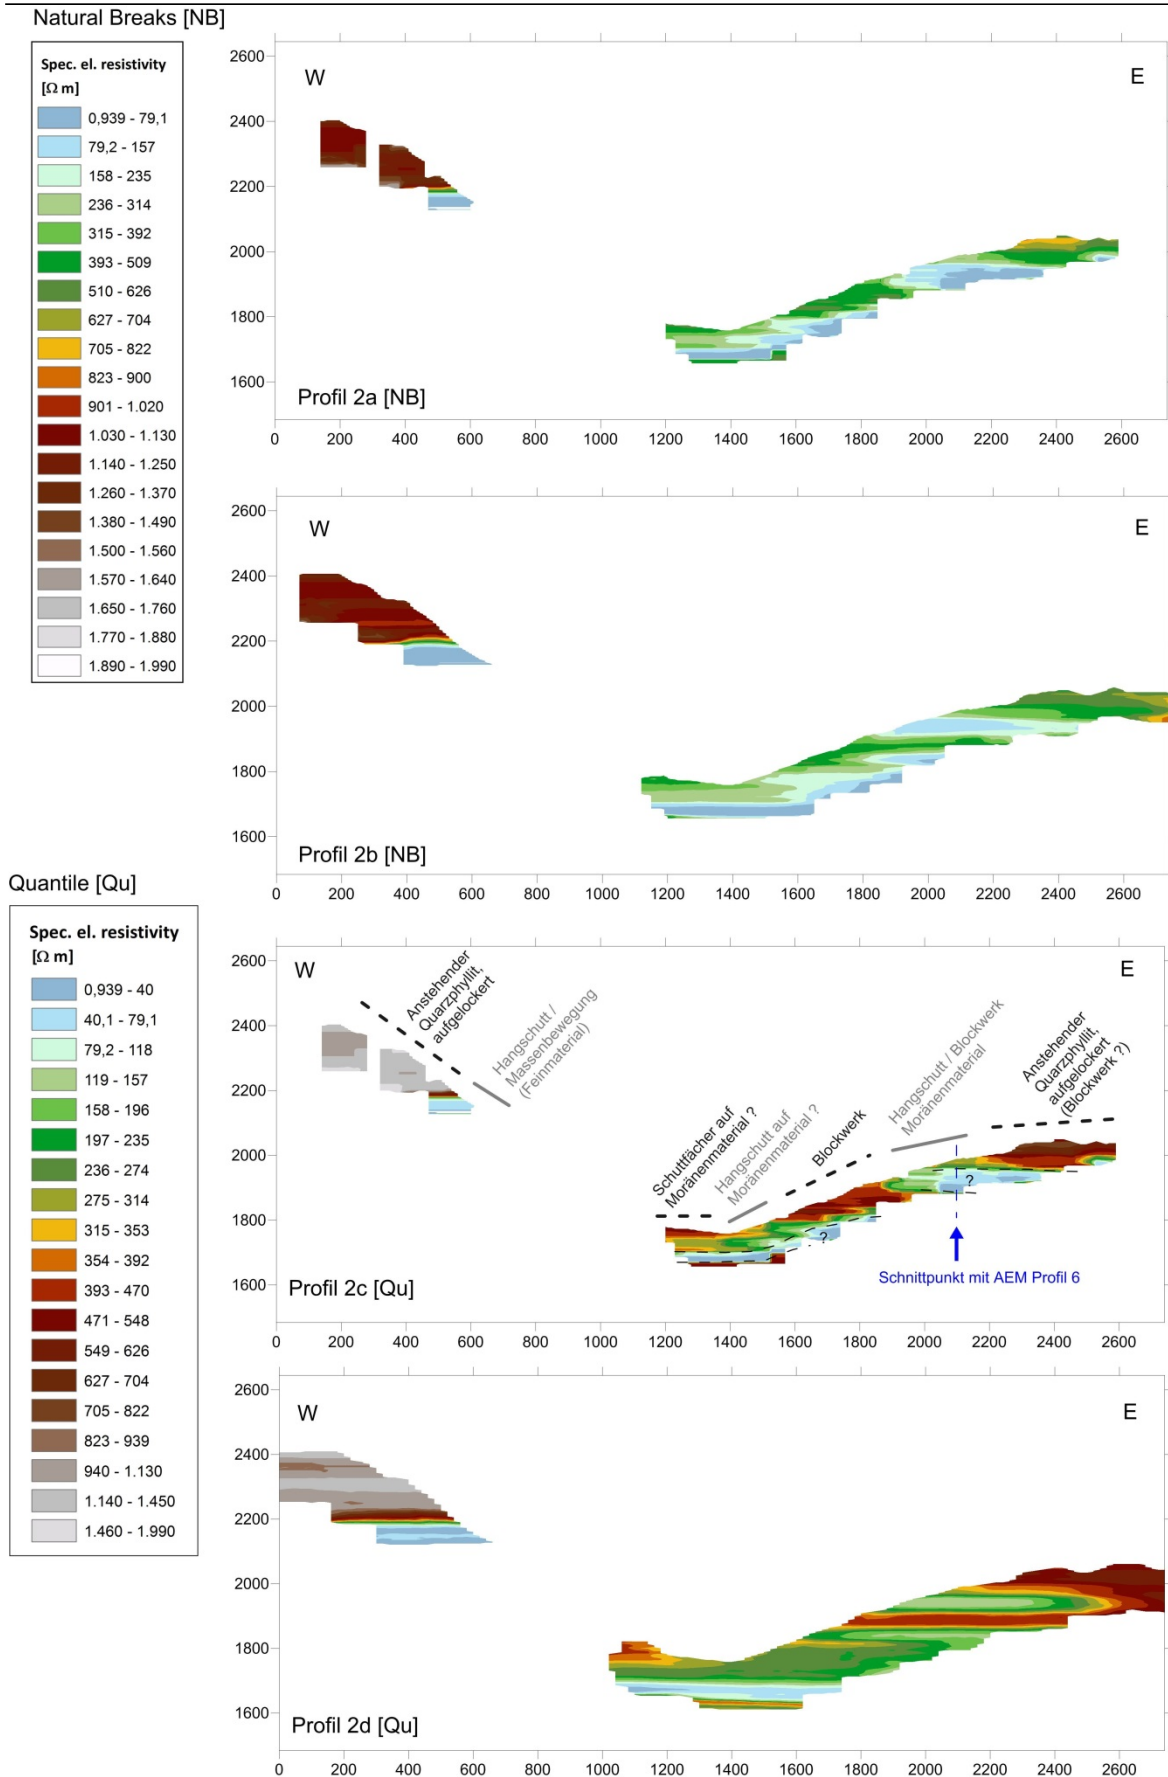 Natural Breaks [NB]
Spec. el. resistivity
[Ω m]
0,939 - 79,1
79,2 - 157
158 - 235
236 - 314
315 - 392
393 - 509
510 - 626
627 - 704
705 - 822
823 - 900
901 - 1.020
1.030 - 1.130
1.140 - 1.250
1.260 - 1.370
1.380 - 1.490
1.500 - 1.560
1.570 - 1.640
1.650 - 1.760
1.770 - 1.880
1.890 - 1.990
W
E
2600
2400
2200
2000
1800
1600
Profil 2a [NB]
0 200 400 600 800 1000 1200 1400 1600 1800 2000 2200 2400 2600
W
E
2600
2400
2200
2000
1800
1600
Profil 2b [NB]
0 200 400 600 800 1000 1200 1400 1600 1800 2000 2200 2400 2600
Quantile [Qu]
Spec. el. resistivity
[Ω m]
0,939 - 40
40,1 - 79,1
79,2 - 118
119 - 157
158 - 196
197 - 235
236 - 274
275 - 314
315 - 353
354 - 392
393 - 470
471 - 548
549 - 626
627 - 704
705 - 822
823 - 939
940 - 1.130
1.140 - 1.450
1.460 - 1.990
W
E
2600
2400
2200
2000
1800
1600
Anstehender
Quarzphyllit,
aufgelockert
Hangschutt /
Massenbewegung
(Feinmaterial)
Schuttfächer auf
Moränenmaterial ?
Hangschutt auf
Moränenmaterial ?
Blockwerk
Hangschutt / Blockwerk
Moränenmaterial
Anstehender
Quarzphyllit,
aufgelockert
(Blockwerk ?)
?
?
Schnittpunkt mit AEM Profil 6
Profil 2c [Qu]
0 200 400 600 800 1000 1200 1400 1600 1800 2000 2200 2400 2600
W
E
2600
2400
2200
2000
1800
1600
Profil 2d [Qu]
0 200 400 600 800 1000 1200 1400 1600 1800 2000 2200 2400 2600